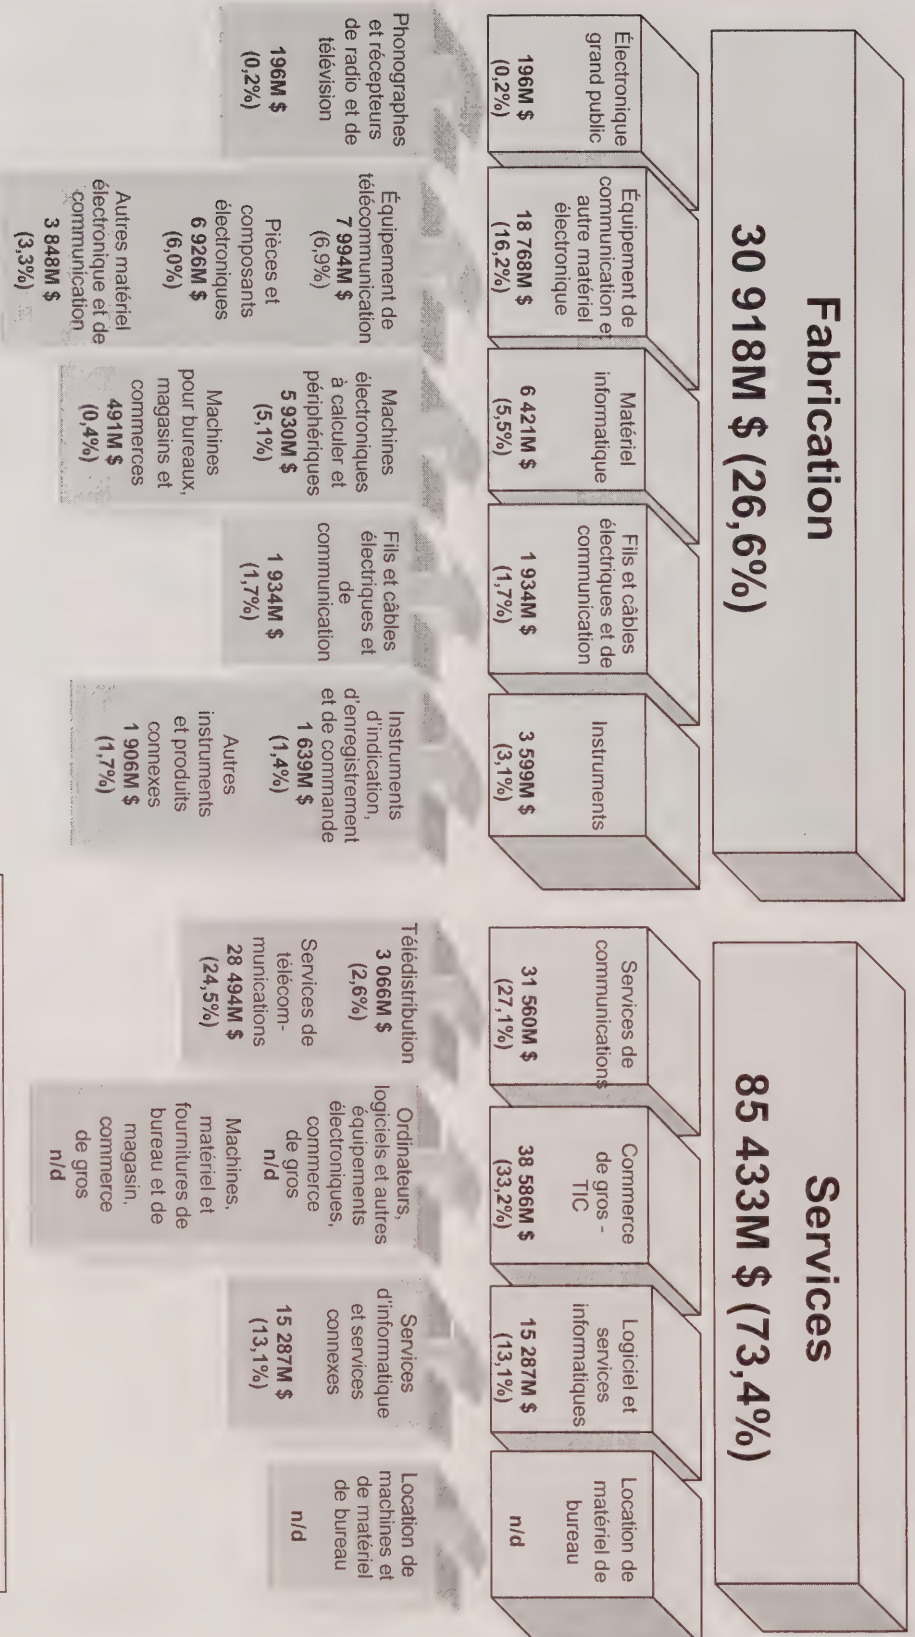 Fabrication
30 918M $ (26,6%)
Électronique
grand public
196M $
(0,2%)
Équipement de
communication et
autre matériel
électronique
18 768M $
(16,2%)
Matériel
informatique
6 421M $
(5,5%)
Fils et câbles
électriques et de
communication
1 934M $
(1,7%)
Instruments
3 599M $
(3,1%)
Phonographes
et récepteurs
de radio et de
télévision
196M $
(0,2%)
Équipement de
télécommunication
7 994M $
(6,9%)
Pièces et
composants
électroniques
6 926M $
(6,0%)
Autres matériel
électronique et de
communication
3 848M $
(3,3%)
Machines
électroniques
à calculer et
périphériques
5 930M $
(5,1%)
Machines
pour bureaux,
magasins et
commerces
491M $
(0,4%)
Fils et câbles
électriques et
de
communication
1 934M $
(1,7%)
Instruments
d'indication,
d'enregistrement
et de commande
1 639M $
(1,4%)
Autres
instruments
et produits
connexes
1 906M $
(1,7%)
Services
85 433M $ (73,4%)
Services de
communications
31 560M $
(27,1%)
Commerce
de gros -
TIC
38 586M $
(33,2%)
Logiciel et
services
informatiques
15 287M $
(13,1%)
Location de
matériel de
bureau
n/d
Télédistribution
3 066M $
(2,6%)
Services de
télécom-
munications
28 494M $
(24,5%)
Ordinateurs,
logiciels et autres
équipements
électroniques,
commerce
de gros
n/d
Machines,
matériel et
fournitures de
bureau et de
magasin,
commerce
de gros
n/d
Services
d'informatique
et services
connexes
15 287M $
(13,1%)
Location de
machines et
de matériel
de bureau
n/d